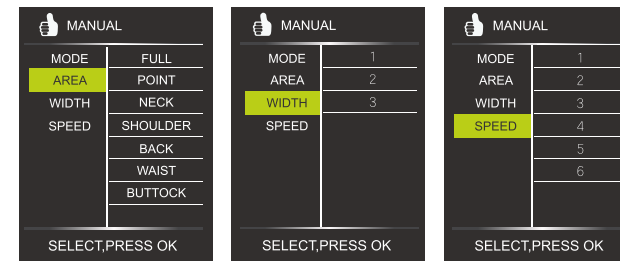 MANUAL
MODE FULL
AREA POINT
WIDTH NECK
SPEED SHOULDER
BACK
WAIST
BUTTOCK
SELECT,PRESS OK
MANUAL
MODE 1
AREA 2
WIDTH 3
SPEED
SELECT,PRESS OK
MANUAL
MODE 1
AREA 2
WIDTH 3
SPEED 4
5
6
SELECT,PRESS OK